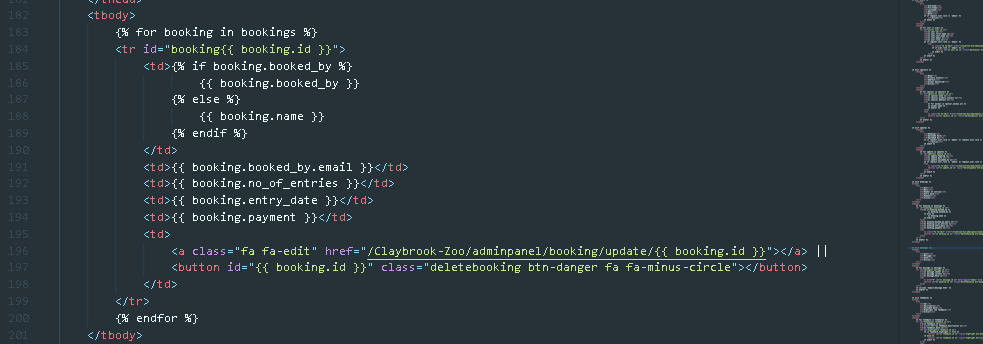 182 <tbody>
183 {% for booking in bookings %}
184 <tr id="booking{{ booking.id }}">
185 <td>{% if booking.booked_by %}
186 {{ booking.booked_by }}
187 {% else %}
188 {{ booking.name }}
189 {% endif %}
190 </td>
191 <td>{{ booking.booked_by.email }}</td>
192 <td>{{ booking.no_of_entries }}</td>
193 <td>{{ booking.entry_date }}</td>
194 <td>{{ booking.payment }}</td>
195 <td>
196 <a class="fa fa-edit" href="/Claybrook-Zoo/adminpanel/booking/update/{{ booking.id }}"></a> ||
197 <button id="{{ booking.id }}" class="deletebooking btn-danger fa fa-minus-circle"></button>
198 </td>
199 </tr>
200 {% endfor %}
201 </tbody>